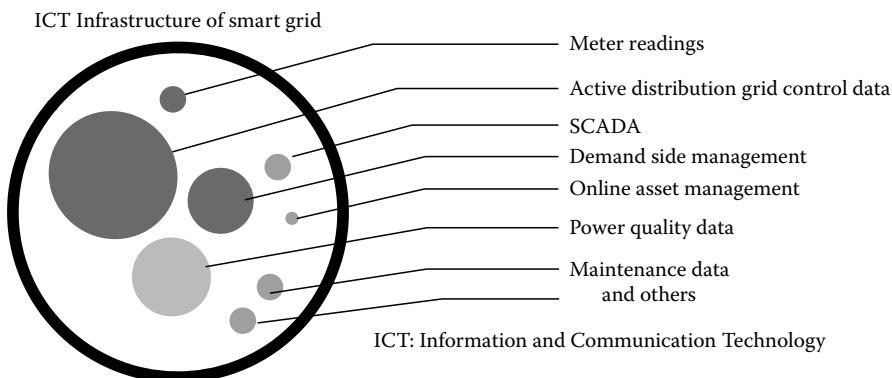 ICT Infrastructure of smart grid
Meter readings
Active distribution grid control data
SCADA
Demand side management
Online asset management
Power quality data
Maintenance data
and others
ICT: Information and Communication Technology